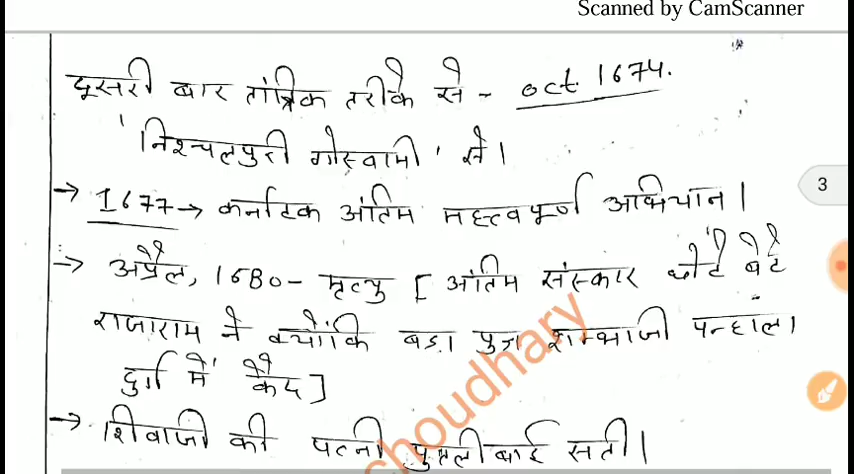 Scanned by CamScanner
दूसरी बार तांत्रिक तरीके से - oct 1674.
'निश्चलपुरी गोस्वामी' से।
→ 1677 → कर्नाटक अंतिम महत्वपूर्ण अभियान।
3
→ अप्रैल, 1680 - मृत्यु [ अंतिम संस्कार छोटे बेटे
राजाराम ने क्योंकि बड़ा पुत्र शम्भाजी पन्हाला
दुर्ग में कैद ]
→ शिवाजी की पत्नी पुतलीबाई सती।
choudhary